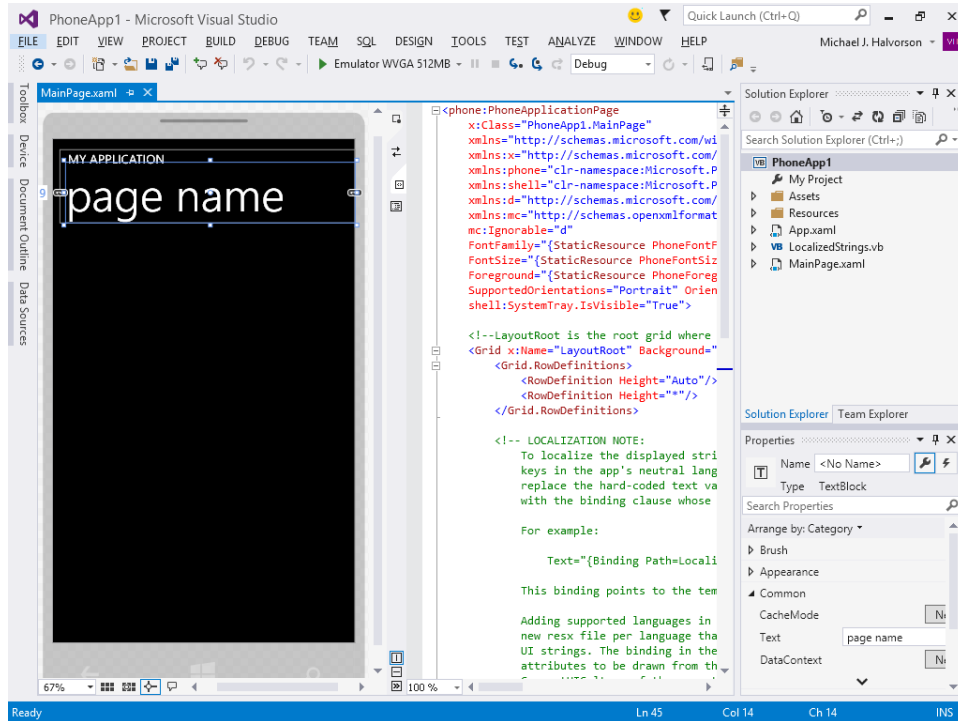 PhoneApp1 - Microsoft Visual Studio
Quick Launch (Ctrl+Q)
FILE EDIT VIEW PROJECT BUILD DEBUG TEAM SQL DESIGN TOOLS TEST ANALYZE WINDOW HELP
Michael J. Halvorson
Emulator WVGA 512MB
Debug
Toolbox
Device
Document Outline
Data Sources
MainPage.xaml
MY APPLICATION
page name
9
67%
<phone:PhoneApplicationPage
x:Class="PhoneApp1.MainPage"
xmlns="http://schemas.microsoft.com/wi
xmlns:x="http://schemas.microsoft.com/
xmlns:phone="clr-namespace:Microsoft.P
xmlns:shell="clr-namespace:Microsoft.P
xmlns:d="http://schemas.microsoft.com/
xmlns:mc="http://schemas.openxmlformat
mc:Ignorable="d"
FontFamily="{StaticResource PhoneFontF
FontSize="{StaticResource PhoneFontSiz
Foreground="{StaticResource PhoneForeg
SupportedOrientations="Portrait" Orien
shell:SystemTray.IsVisible="True">
<!--LayoutRoot is the root grid where
<Grid x:Name="LayoutRoot" Background="
<Grid.RowDefinitions>
<RowDefinition Height="Auto"/>
<RowDefinition Height="*"/>
</Grid.RowDefinitions>
<!-- LOCALIZATION NOTE:
To localize the displayed stri
keys in the app's neutral lang
replace the hard-coded text va
with the binding clause whose
For example:
Text="{Binding Path=Locali
This binding points to the tem
Adding supported languages in
new resx file per language tha
UI strings. The binding in the
attributes to be drawn from th
100 %
Solution Explorer
Search Solution Explorer (Ctrl+;)
VB PhoneApp1
My Project
Assets
Resources
App.xaml
VB LocalizedStrings.vb
MainPage.xaml
Solution Explorer Team Explorer
Properties
Name <No Name>
Type TextBlock
Search Properties
Arrange by: Category
Brush
Appearance
Common
CacheMode
Text page name
DataContext
Ready
Ln 45 Col 14 Ch 14 INS